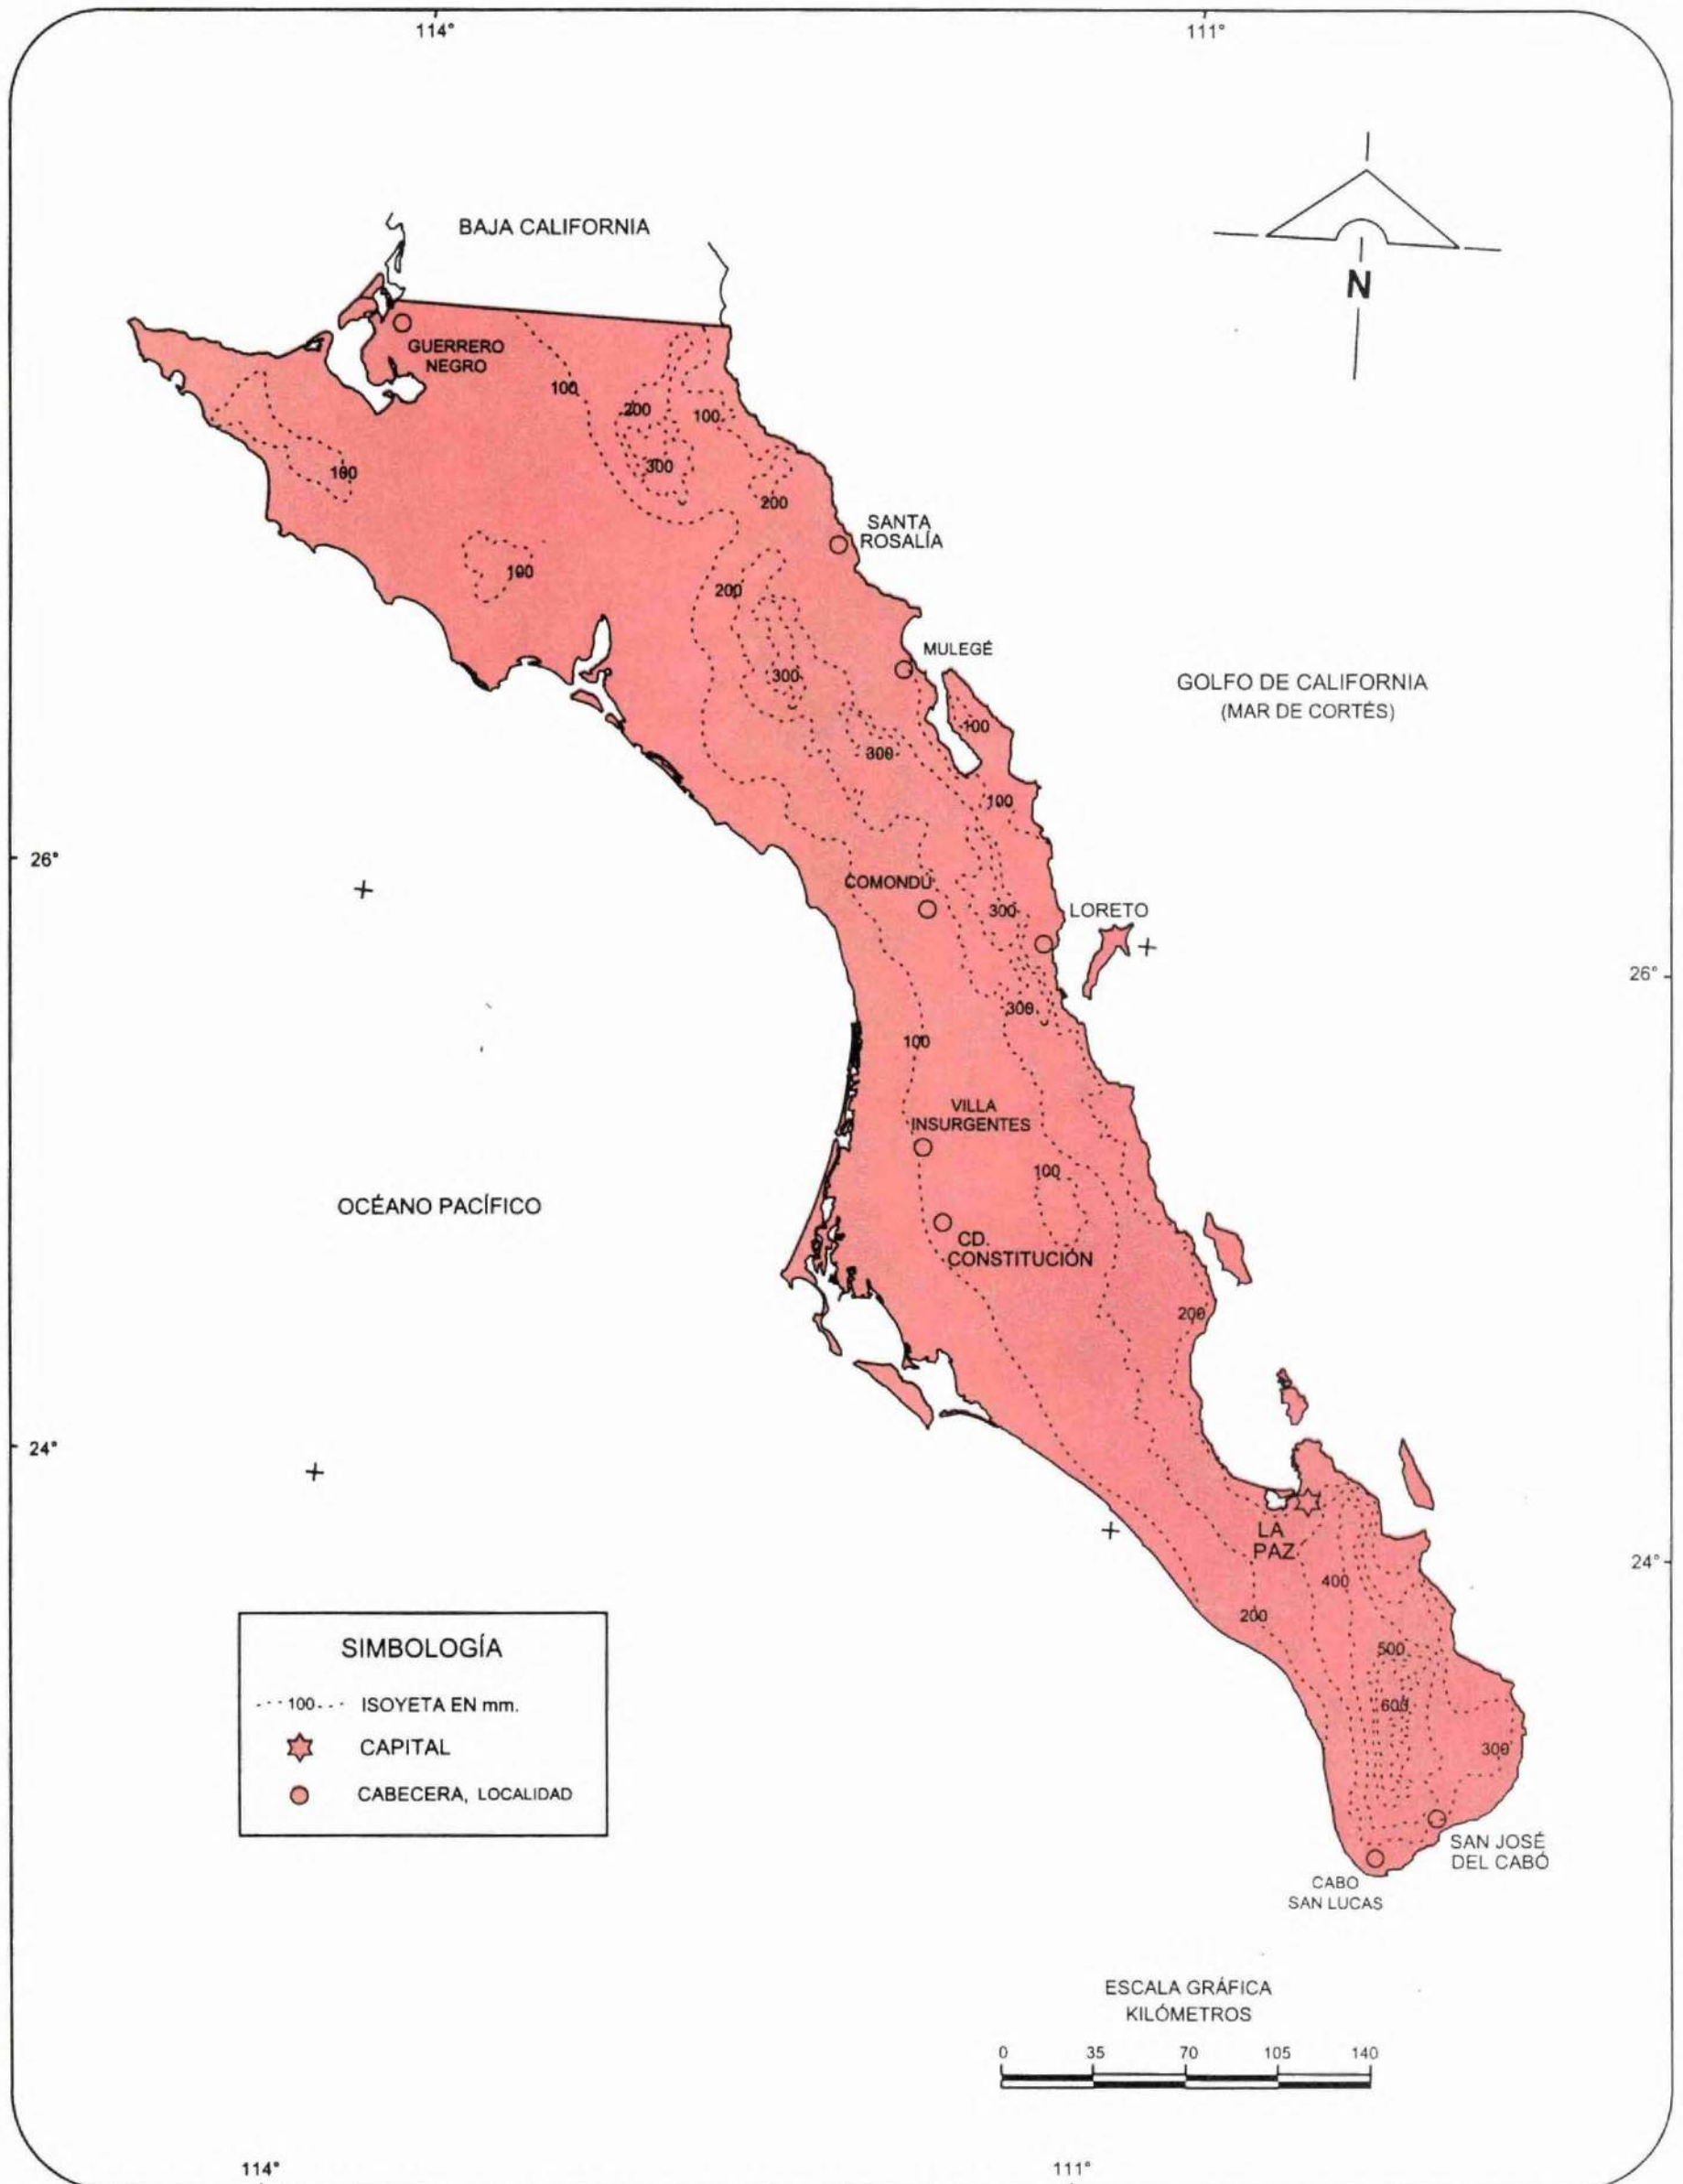 114°
111°
BAJA CALIFORNIA
N
GUERRERO
NEGRO
100
200
100
300
100
200
SANTA
ROSALÍA
100
200
MULEGÉ
300
GOLFO DE CALIFORNIA
(MAR DE CORTÉS)
100
300
100
26°
COMONDÚ
300
LORETO
26°
300
100
VILLA
INSURGENTES
100
OCÉANO PACÍFICO
CD.
CONSTITUCIÓN
200
24°
LA
PAZ
24°
400
200
500
600
300
SIMBOLOGÍA
100
ISOYETA EN mm.
CAPITAL
CABECERA, LOCALIDAD
SAN JOSÉ
DEL CABÓ
CABO
SAN LUCAS
ESCALA GRÁFICA
KILÓMETROS
0 35 70 105 140
114°
111°